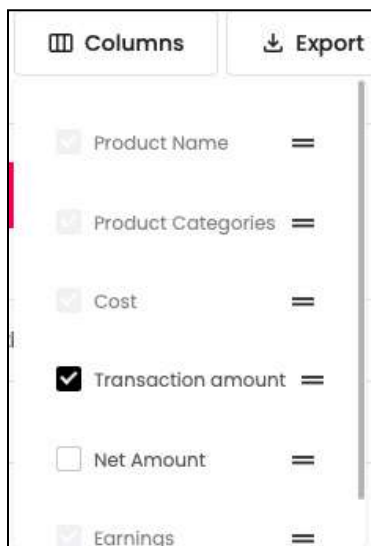 Columns
Export
Product Name
Product Categories
Cost
Transaction amount
Net Amount
Earnings